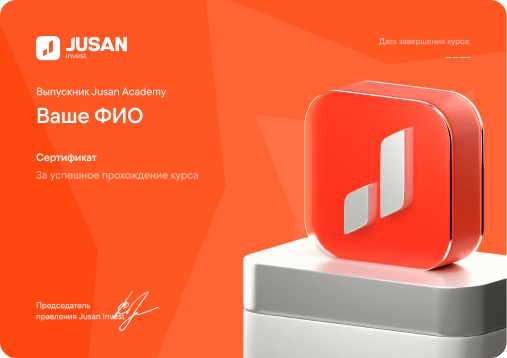 JUSAN
Invest
Дата завершения курса:
Выпускник Jusan Academy
Ваше ФИО
Сертификат
За успешное прохождение курса
Председатель
правления Jusan Invest